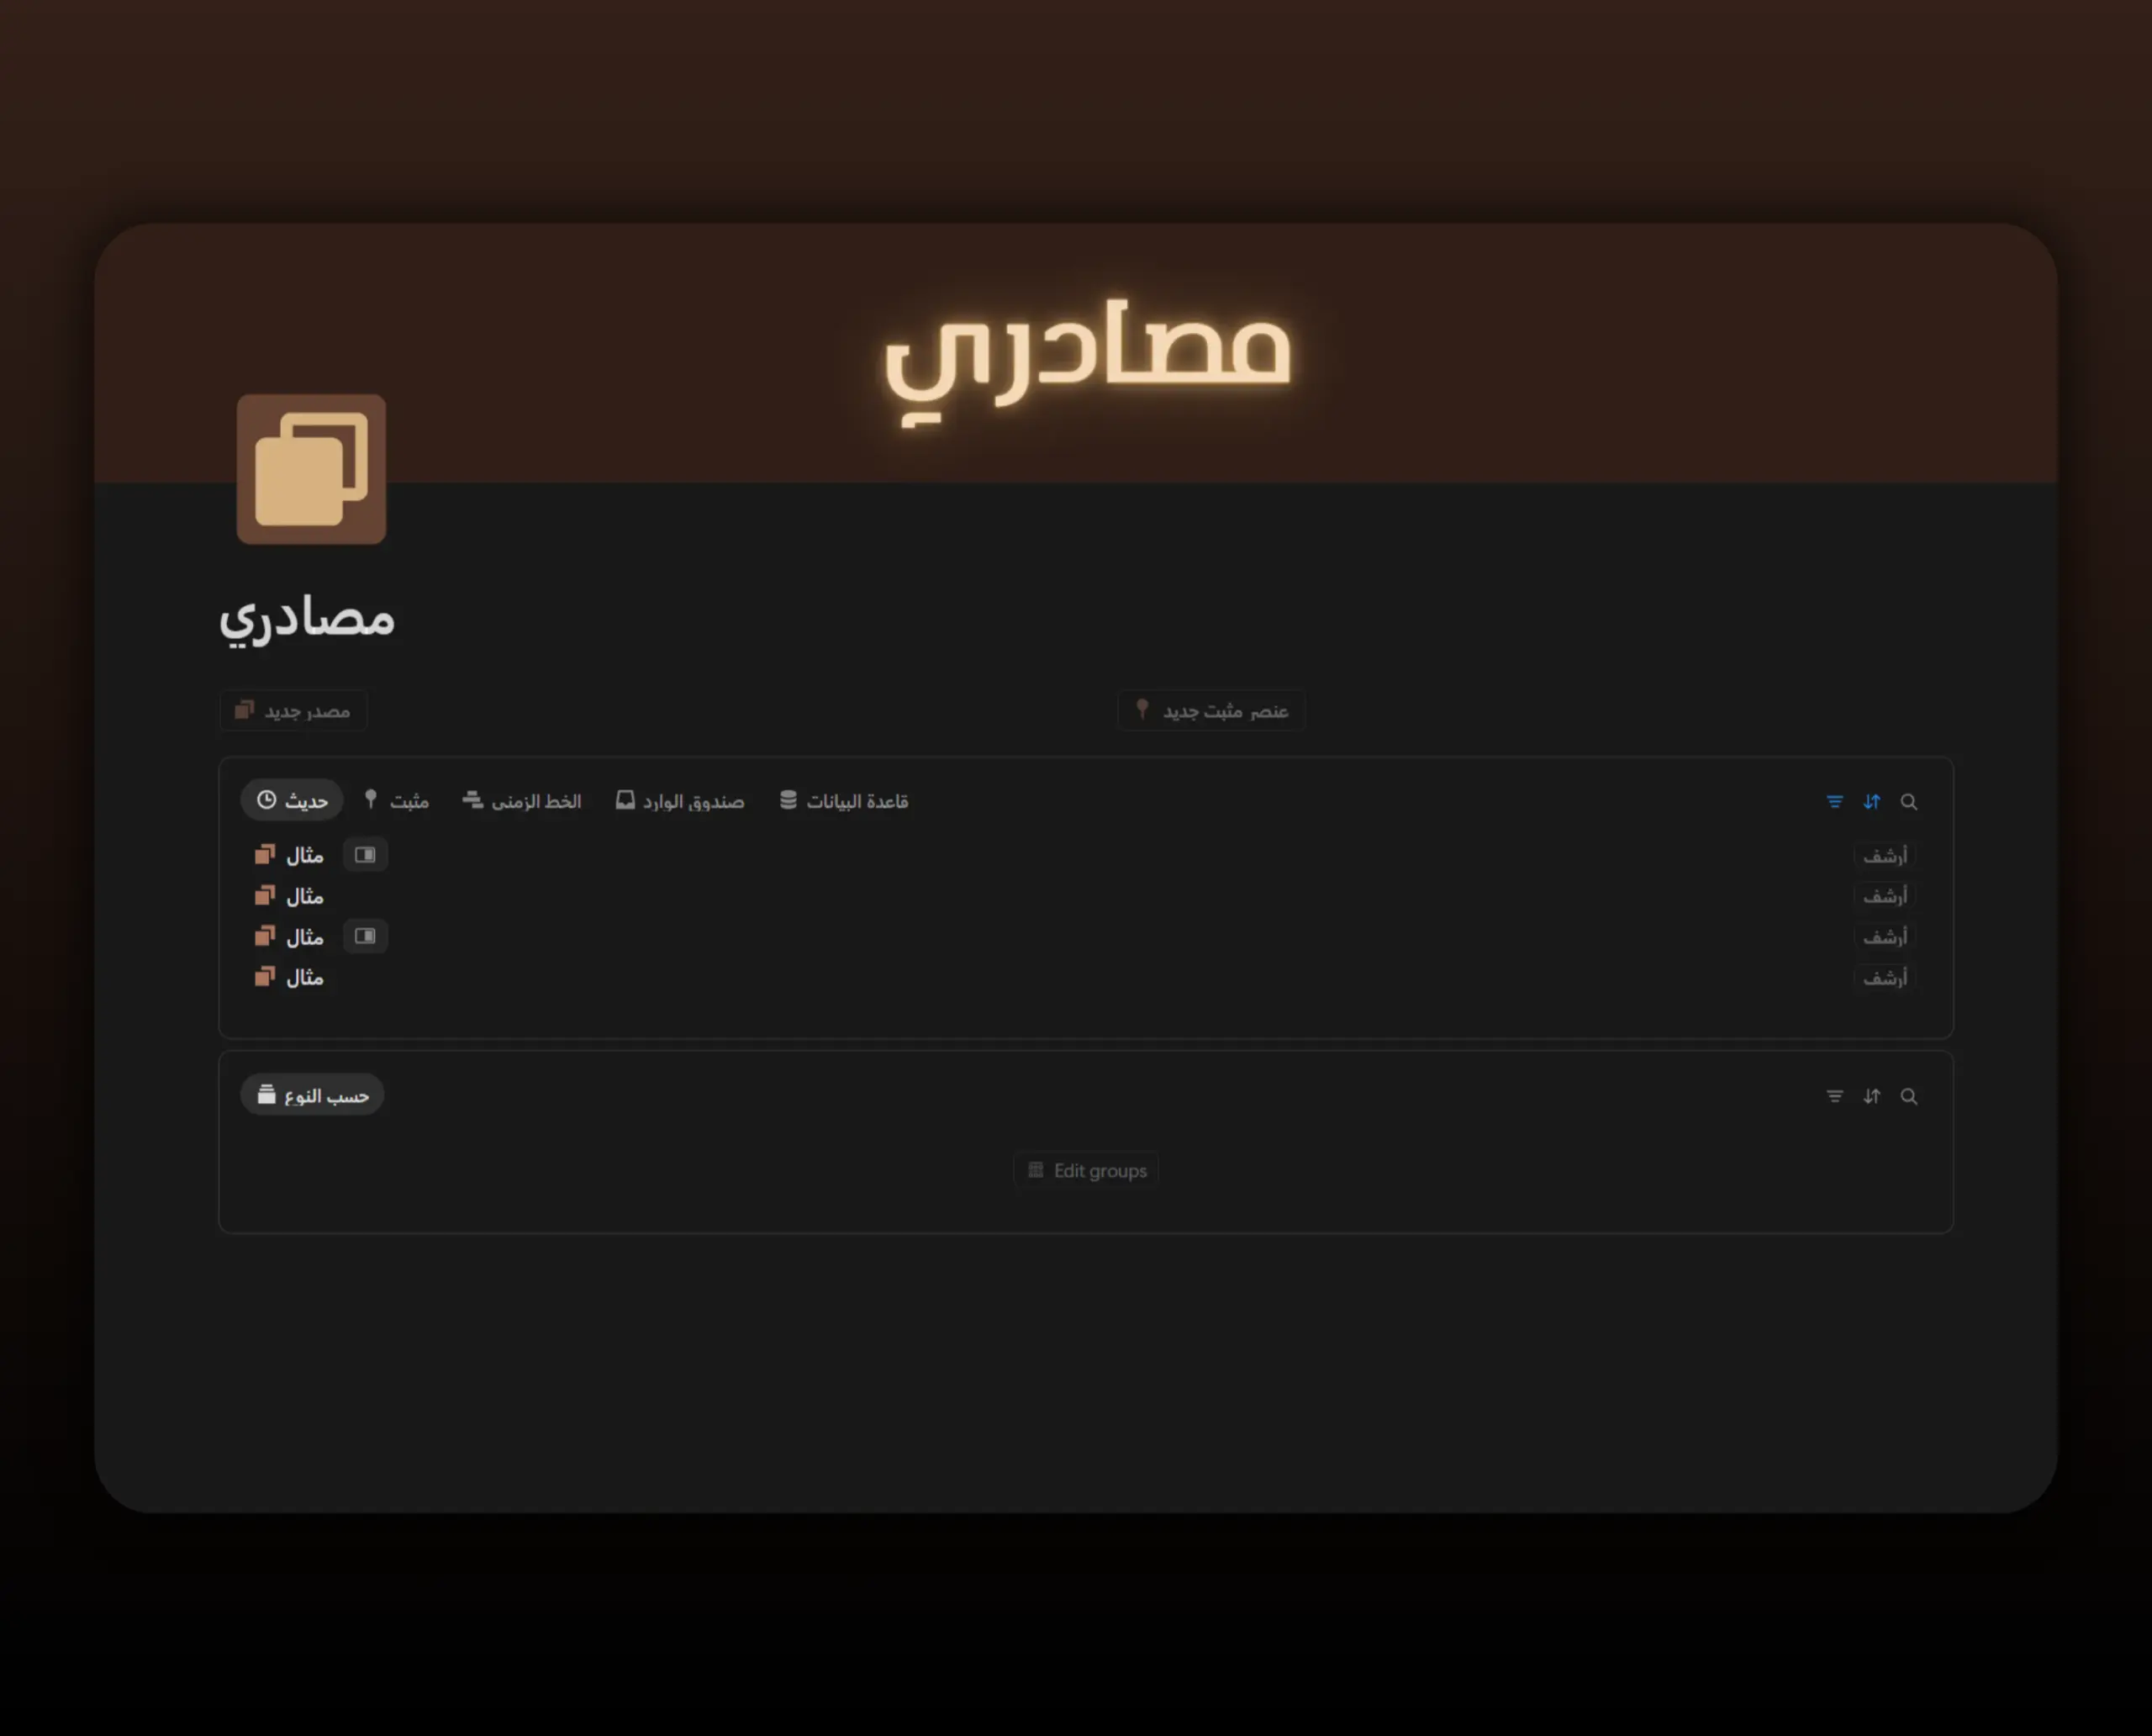 مصادري
مصادري
مصدر جديد
عنصر مثبت جديد
حديث مثبت الخط الزمني صندوق الوارد قاعدة البيانات
مثال أرشف
مثال أرشف
مثال أرشف
مثال أرشف
حسب النوع
Edit groups